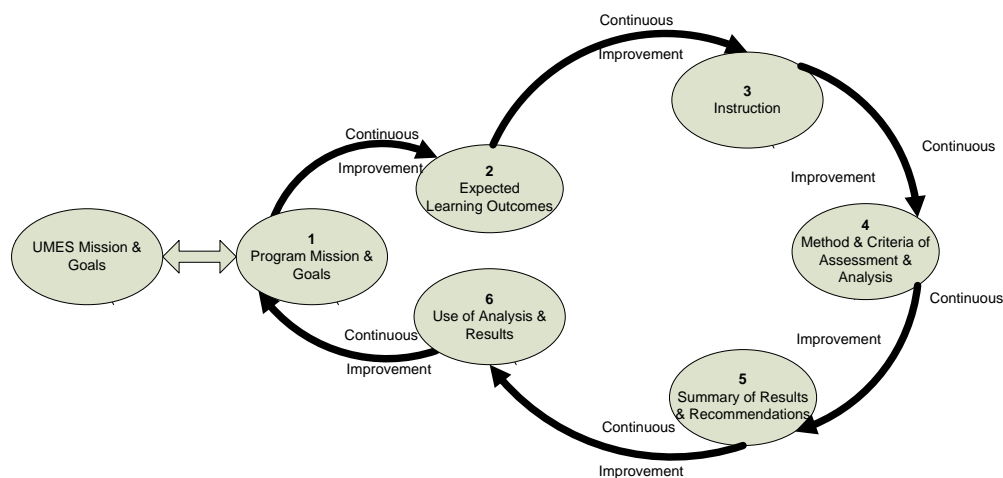 Continuous
Improvement
3
Instruction
Continuous
Improvement
Continuous
Improvement
2
Expected
Learning Outcomes
UMES Mission &
Goals
1
Program Mission &
Goals
4
Method & Criteria of
Assessment &
Analysis
6
Use of Analysis &
Results
Continuous
Improvement
Continuous
Improvement
5
Summary of Results
& Recommendations
Continuous
Improvement